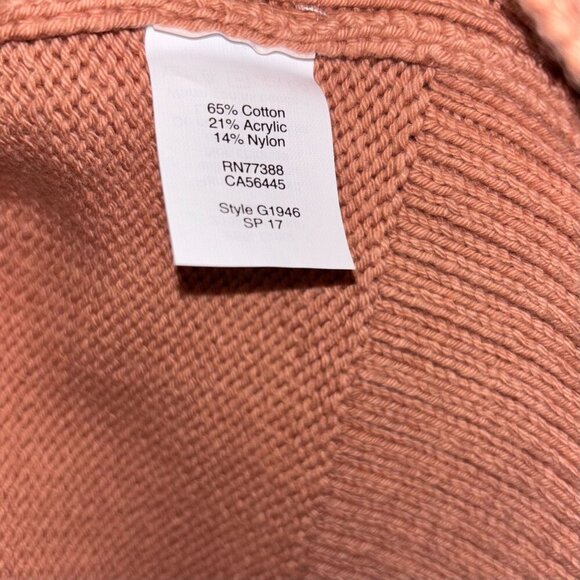 65% Cotton
21% Acrylic
14% Nylon
RN77388
CA56445
Style G1946
SP 17